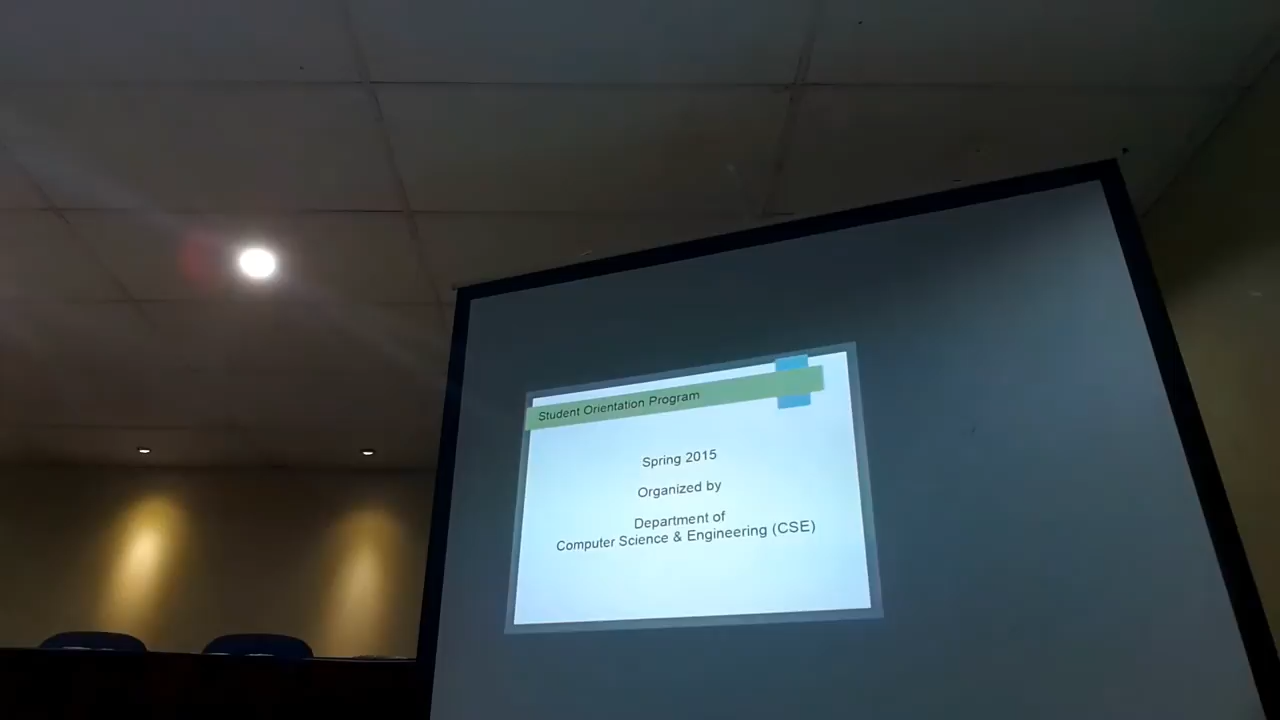 Student Orientation Program
Spring 2015
Organized by
Department of
Computer Science & Engineering (CSE)